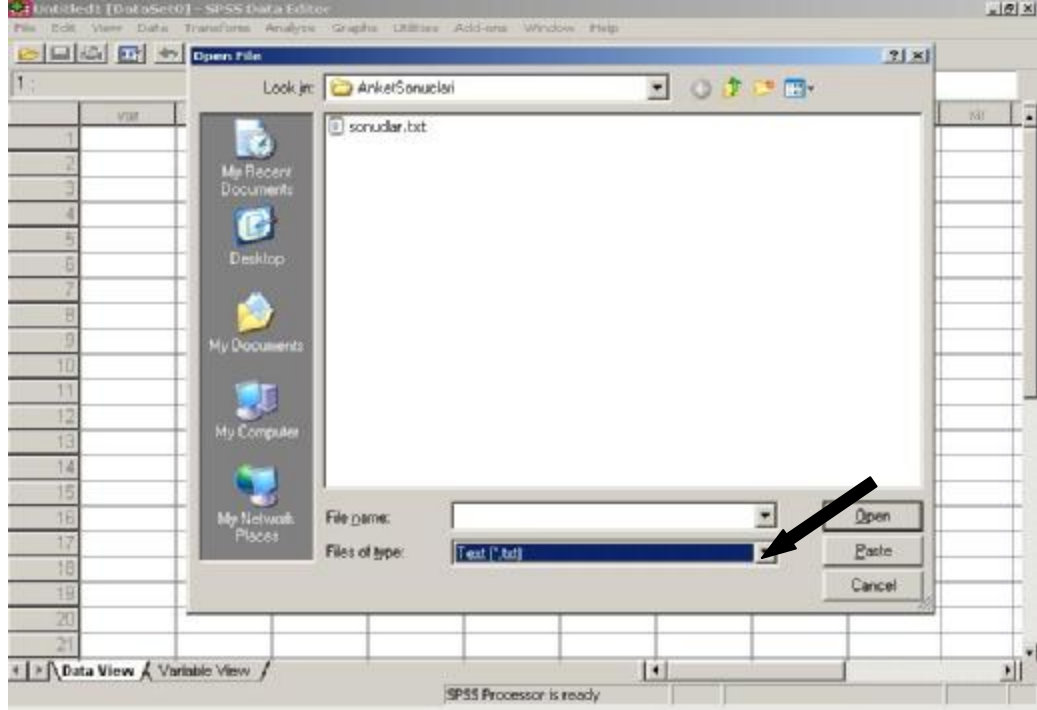 Untitled1 [DataSet0] - SPSS Data Editor
File Edit View Data Transform Analyze Graphs Utilities Add-ons Window Help
Open File
1 :
Look in: AnketSonuclari
var
var
sonuclar.txt
1
2
3
4
5
6
7
8
9
10
11
12
13
14
15
16
17
18
19
20
21
My Recent
Documents
Desktop
My Documents
My Computer
My Network
Places
File name:
Open
Files of type: Text (*.txt)
Paste
Cancel
Data View Variable View
SPSS Processor is ready